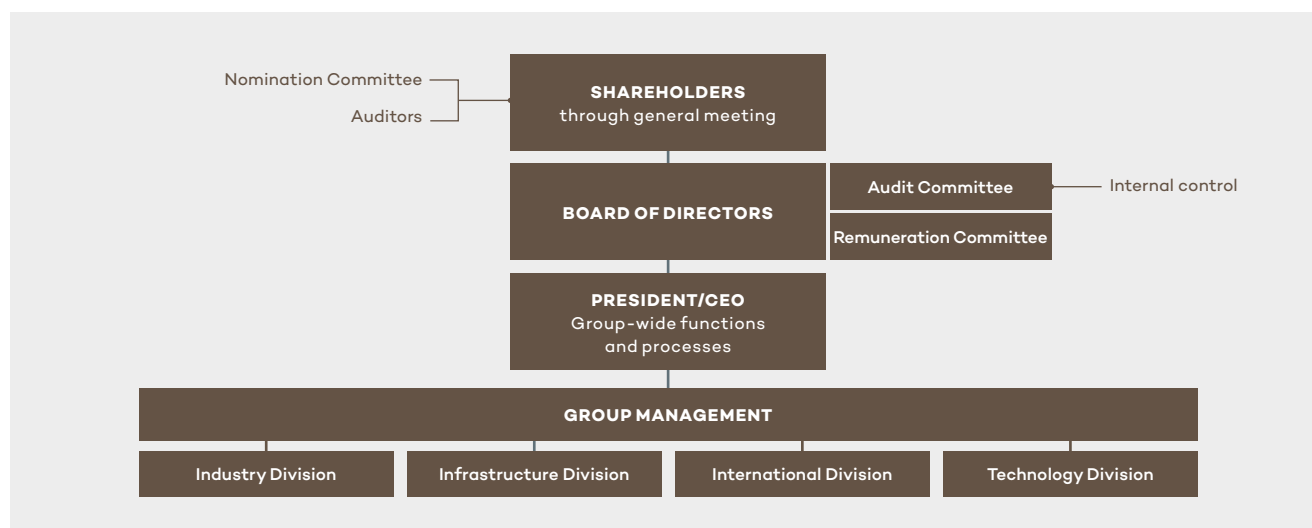 Nomination Committee
Auditors
SHAREHOLDERS
through general meeting
BOARD OF DIRECTORS
Audit Committee
Internal control
Remuneration Committee
PRESIDENT/CEO
Group-wide functions
and processes
GROUP MANAGEMENT
Industry Division
Infrastructure Division
International Division
Technology Division